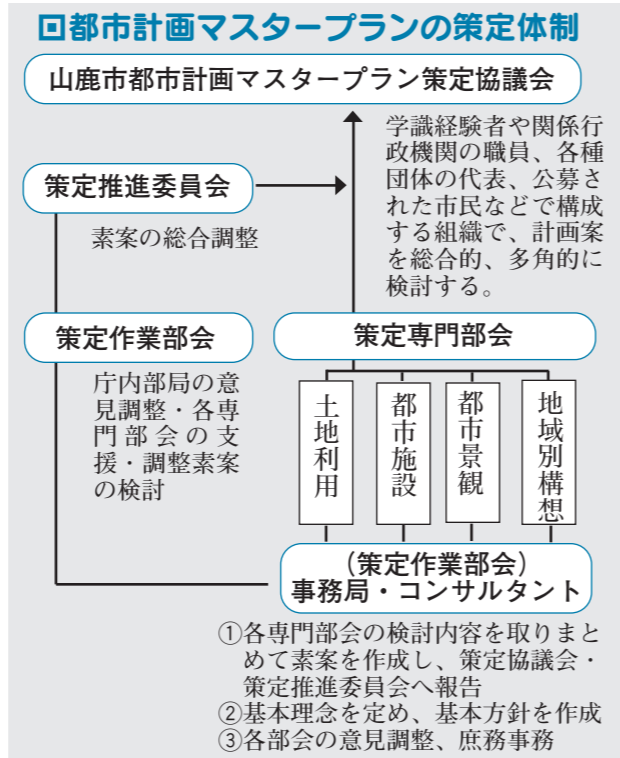 回都市計画マスタープランの策定体制
山鹿市都市計画マスタープラン策定協議会
学識経験者や関係行
政機関の職員、各種
団体の代表、公募さ
れた市民などで構成
する組織で、計画案
を総合的、多角的に
検討する。
策定推進委員会
素案の総合調整
策定作業部会
庁内部局の意
見調整・各専
門部会の支
援・調整素案
の検討
策定専門部会
土地利用
都市施設
都市景観
地域別構想
(策定作業部会)
事務局・コンサルタント
①各専門部会の検討内容を取りまと
めて素案を作成し、策定協議会・
策定推進委員会へ報告
②基本理念を定め、基本方針を作成
③各部会の意見調整、庶務事務